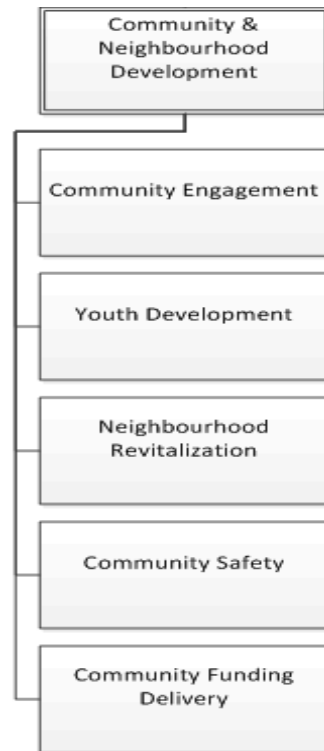 Community &
Neighbourhood
Development
Community Engagement
Youth Development
Neighbourhood
Revitalization
Community Safety
Community Funding
Delivery